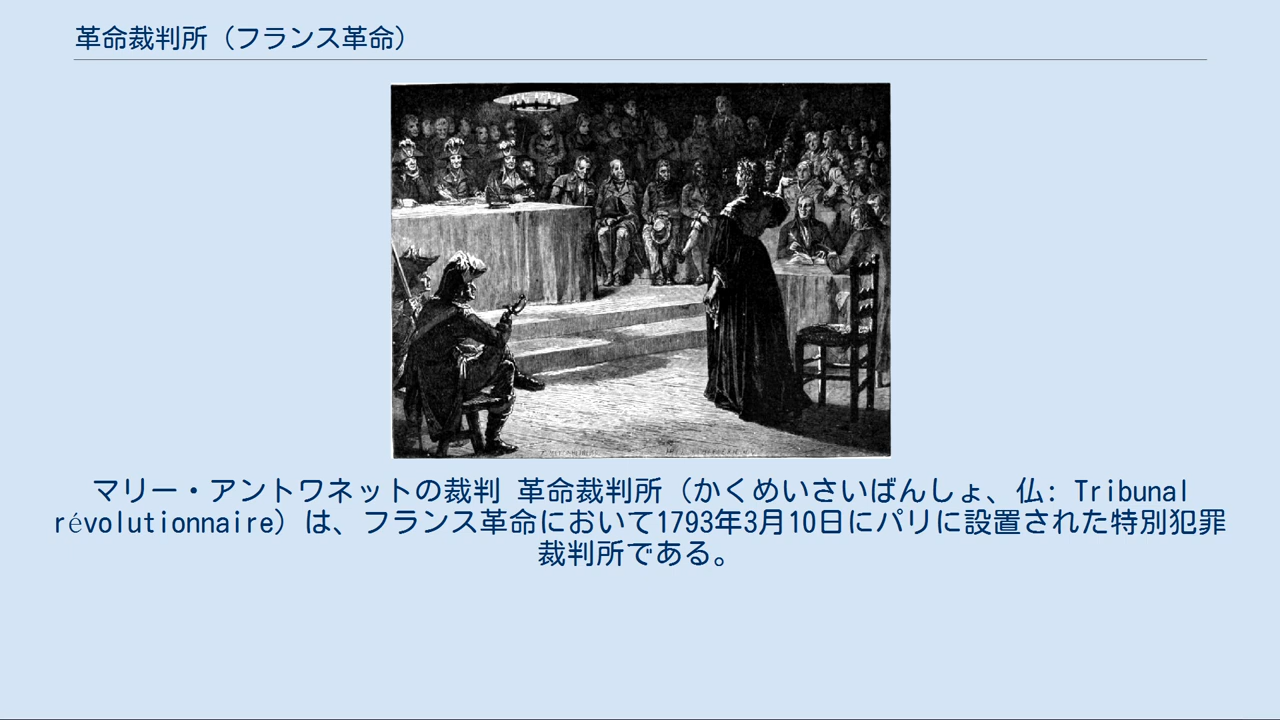 革命裁判所（フランス革命）
マリー・アントワネットの裁判 革命裁判所（かくめいさいばんしょ、仏: Tribunal
révolutionnaire）は、フランス革命において1793年3月10日にパリに設置された特別犯罪
裁判所である。